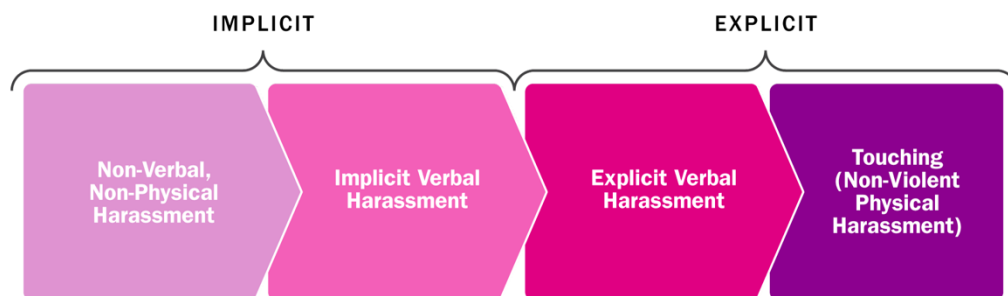 IMPLICIT
EXPLICIT
Non-Verbal,
Non-Physical
Harassment
Implicit Verbal
Harassment
Explicit Verbal
Harassment
Touching
(Non-Violent
Physical
Harassment)